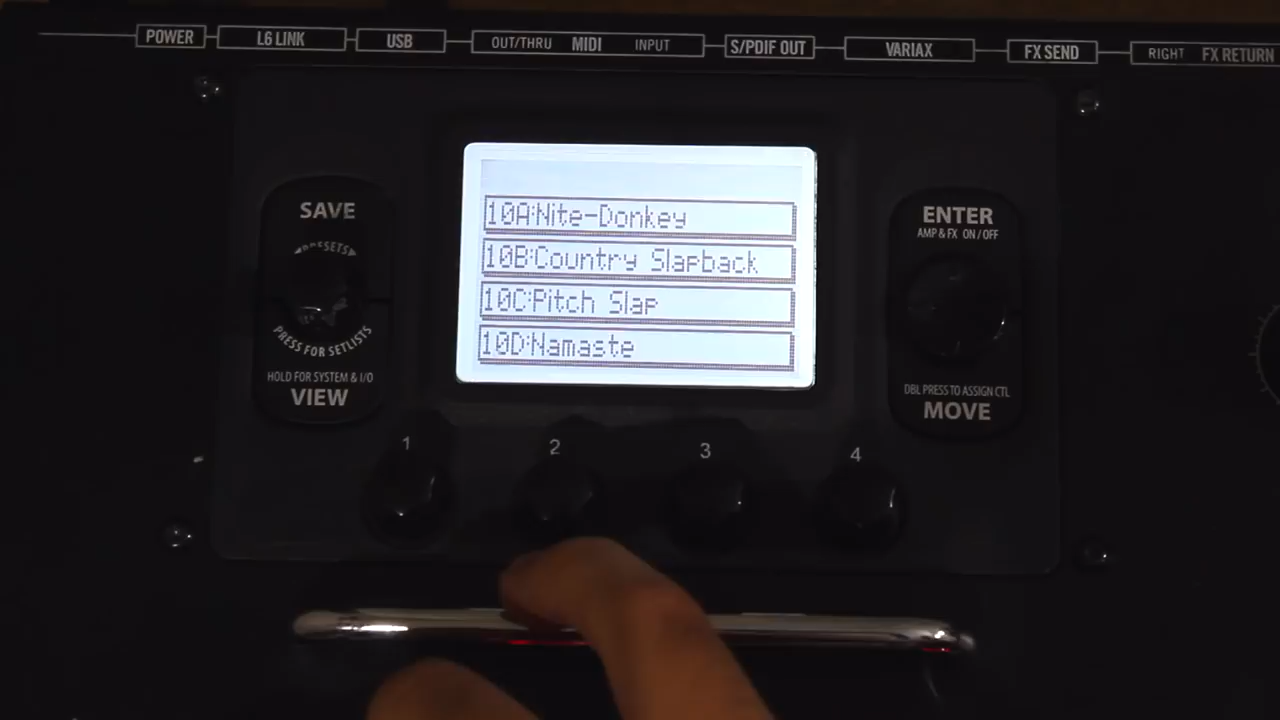 POWER L6 LINK USB OUT/THRU MIDI INPUT S/PDIF OUT VARIAX FX SEND RIGHT FX RETURN
SAVE
◄PRESETS►
PRESS FOR SETLISTS
HOLD FOR SYSTEM & I/O
VIEW
10A:Nite-Donkey
10B:Country Slapback
10C:Pitch Slap
10D:Namaste
ENTER
AMP & FX ON / OFF
DBL PRESS TO ASSIGN CTL
MOVE
1 2 3 4